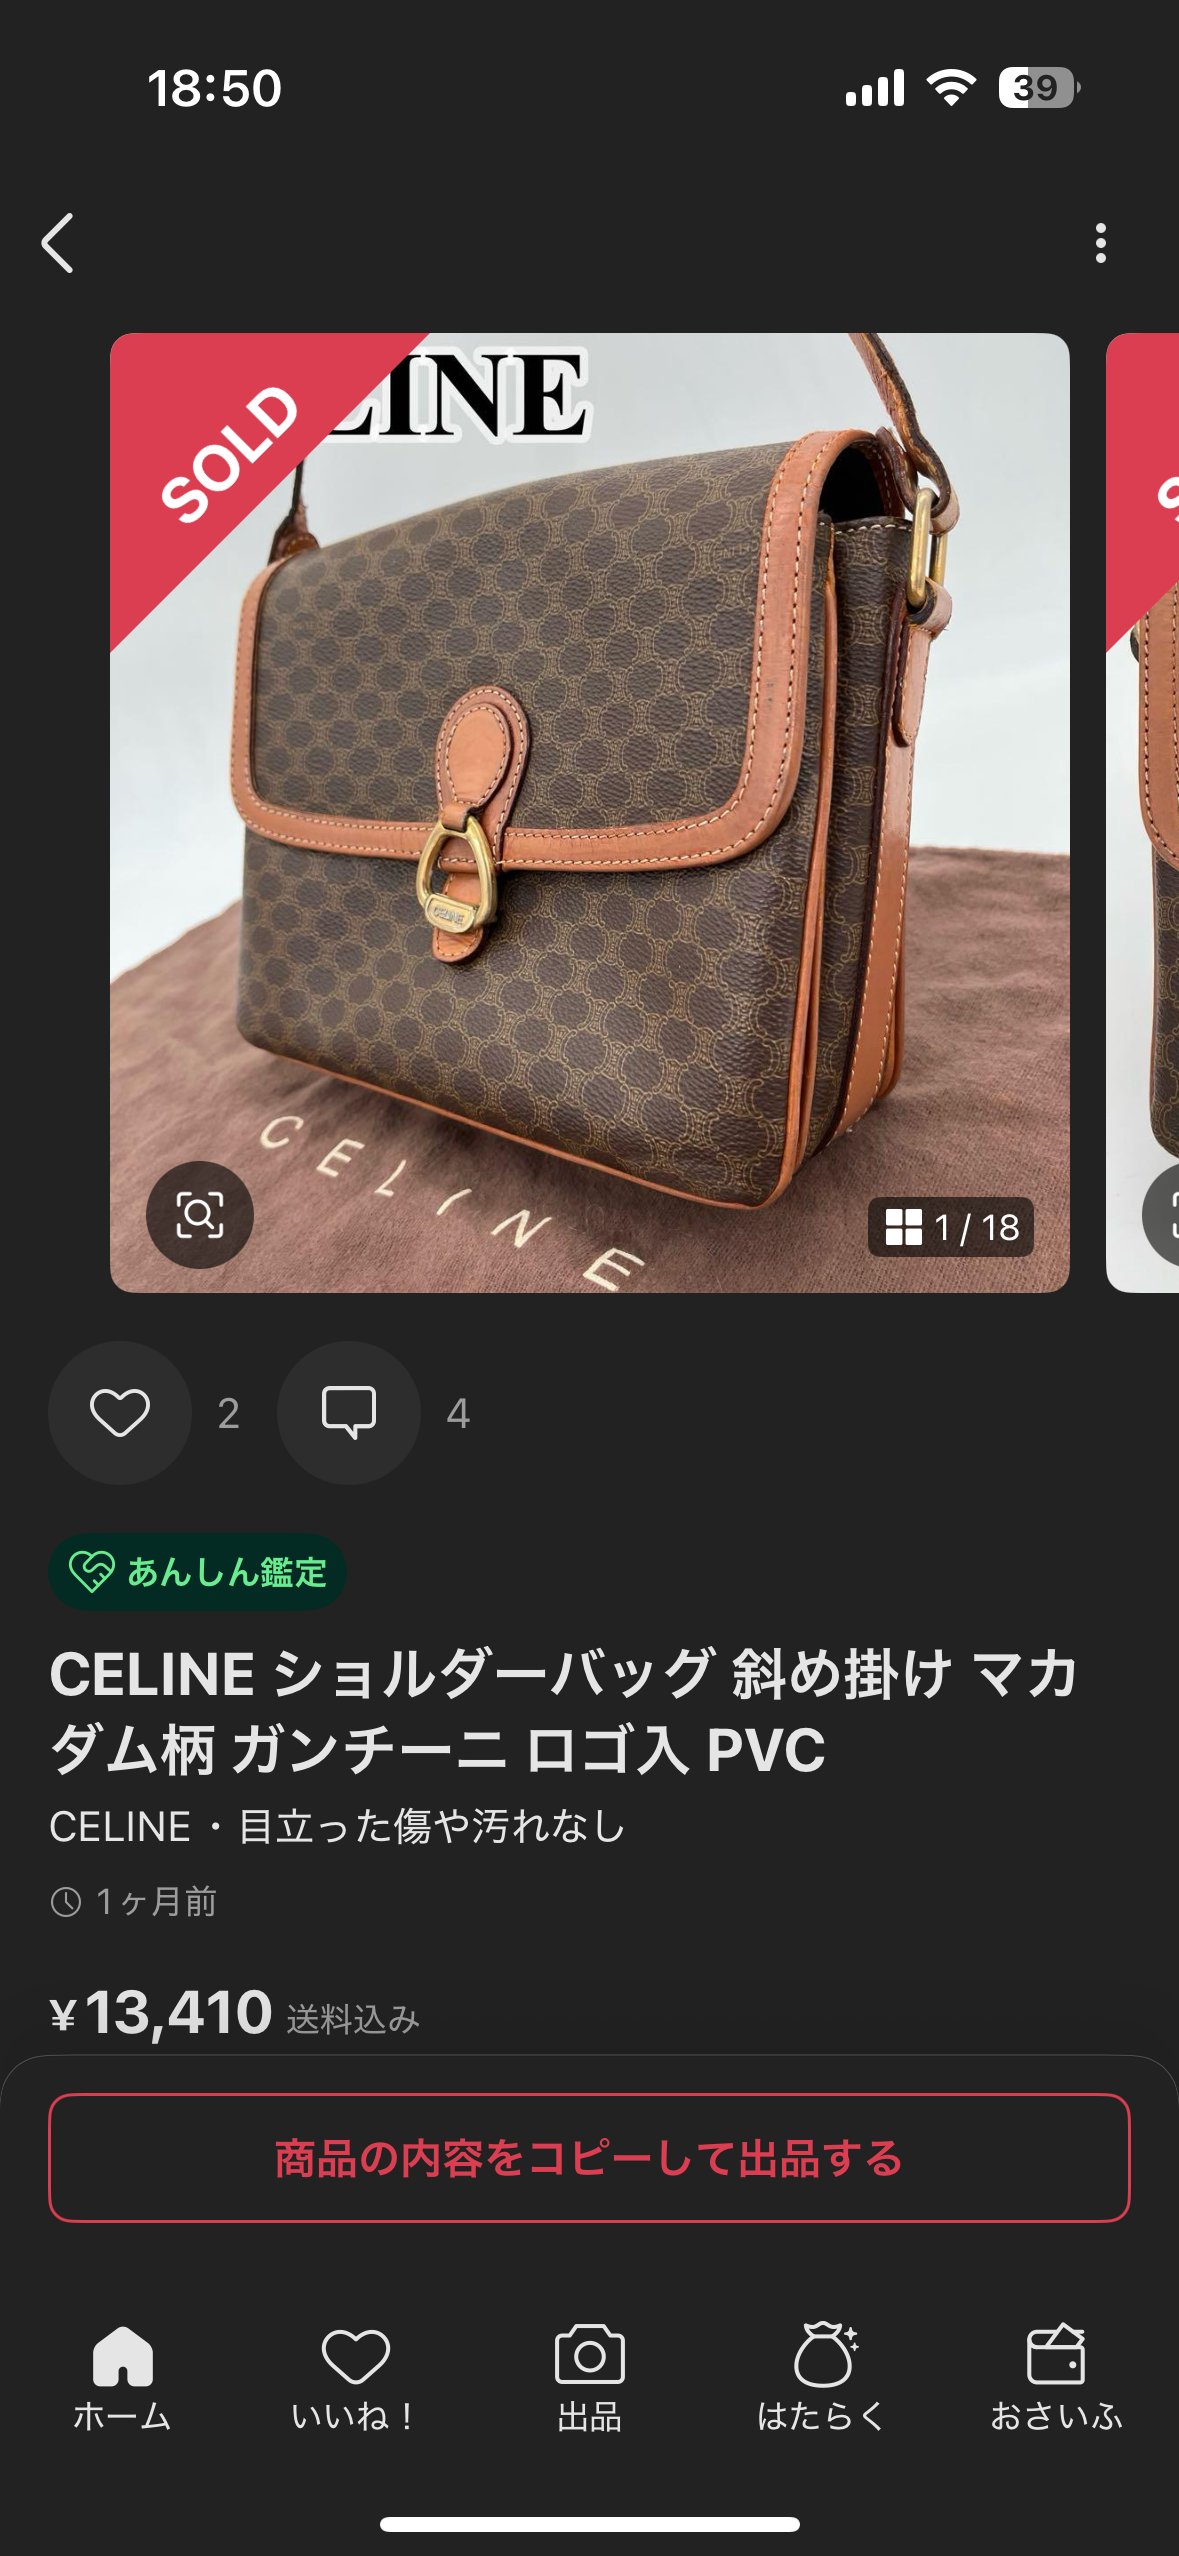 18:50
39
SOLD
LINE
CELINE
CELINE
1 / 18
2
4
あんしん鑑定
CELINE ショルダーバッグ 斜め掛け マカ
ダム柄 ガンチーニ ロゴ入 PVC
CELINE・目立った傷や汚れなし
1ヶ月前
¥13,410 送料込み
商品の内容をコピーして出品する
ホーム
いいね！
出品
はたらく
おさいふ